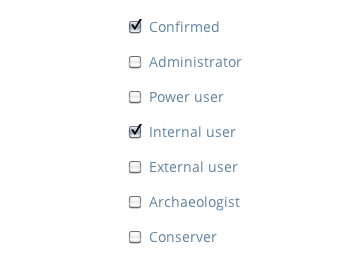 Confirmed
Administrator
Power user
Internal user
External user
Archaeologist
Conserver